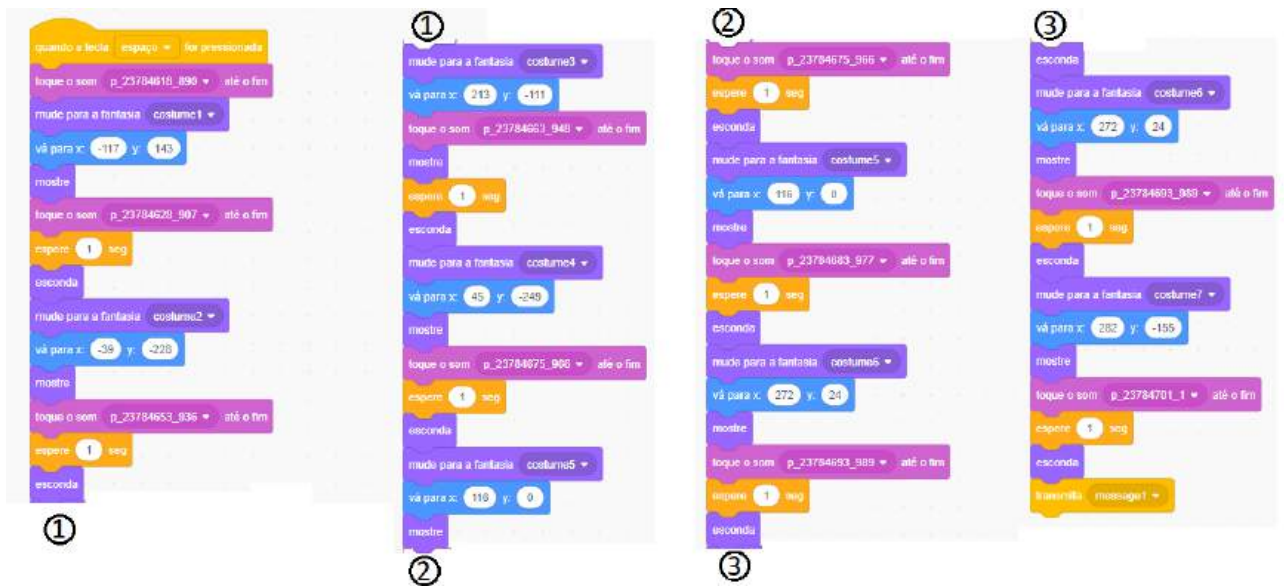 quando a tecla espaço for pressionada
toque o som p_23784618_890 até o fim
mude para a fantasia costume1
vá para x: -117 y: 143
mostre
toque o som p_23784628_907 até o fim
espere 1 seg
esconda
mude para a fantasia costume2
vá para x: -39 y: -228
mostre
toque o som p_23784653_936 até o fim
espere 1 seg
esconda
①
①
mude para a fantasia costume3
vá para x: 213 y: -111
toque o som p_23784663_948 até o fim
mostre
espere 1 seg
esconda
mude para a fantasia costume4
vá para x: 45 y: -249
mostre
toque o som p_23784675_966 até o fim
espere 1 seg
esconda
mude para a fantasia costume5
vá para x: 116 y: 0
mostre
②
②
toque o som p_23784675_966 até o fim
espere 1 seg
esconda
mude para a fantasia costume5
vá para x: 116 y: 0
mostre
toque o som p_23784683_977 até o fim
espere 1 seg
esconda
mude para a fantasia costume6
vá para x: 272 y: 24
mostre
toque o som p_23784693_989 até o fim
espere 1 seg
esconda
③
③
esconda
mude para a fantasia costume6
vá para x: 272 y: 24
mostre
toque o som p_23784693_989 até o fim
espere 1 seg
esconda
mude para a fantasia costume7
vá para x: 282 y: -155
mostre
toque o som p_23784701_1 até o fim
espere 1 seg
esconda
transmita message1